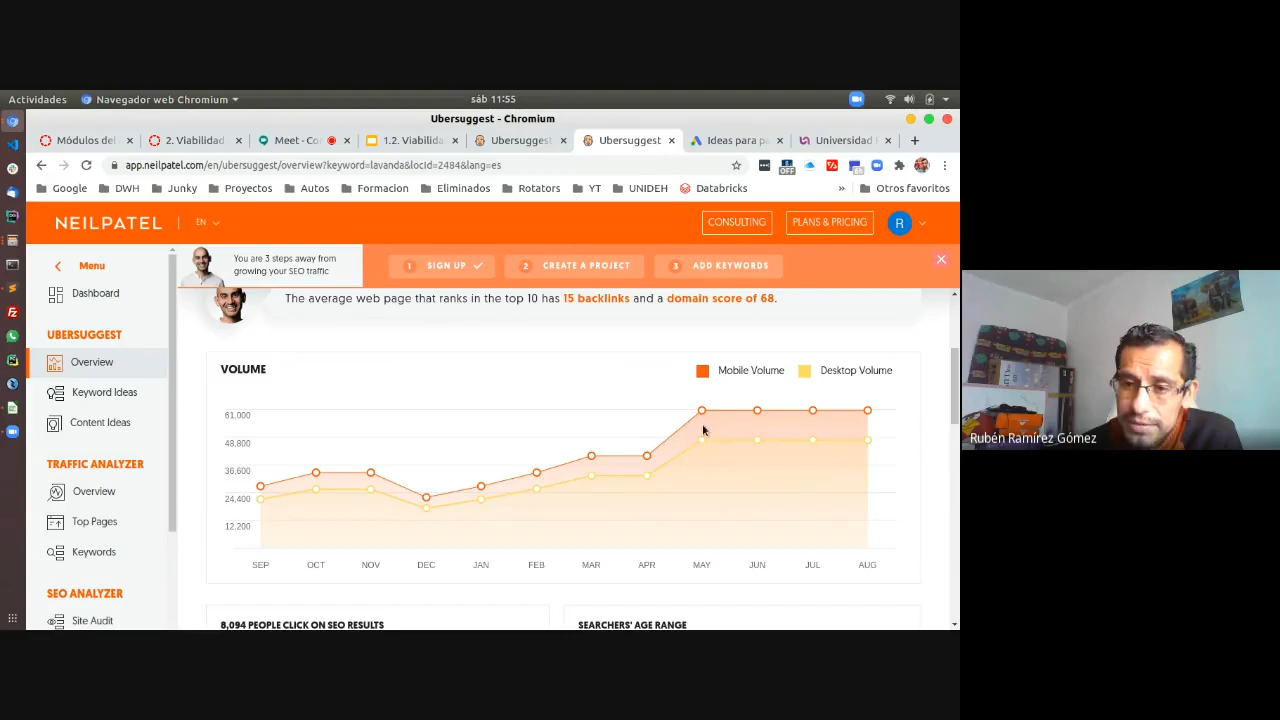 Actividades Navegador web Chromium sáb 11:55
Ubersuggest - Chromium
Módulos del 2. Viabilidad Meet - Co 1.2. Viabilida Ubersuggest Ubersuggest Ideas para pa Universidad
app.neilpatel.com/en/ubersuggest/overview?keyword=lavanda&locId=2484&lang=es
OFF
Google DWH Junky Proyectos Autos Formacion Eliminados Rotators YT UNIDEH Databricks » Otros favoritos
NEILPATEL EN CONSULTING PLANS & PRICING R
You are 3 steps away from
growing your SEO traffic
1 SIGN UP 2 CREATE A PROJECT 3 ADD KEYWORDS
Menu
Dashboard
UBERSUGGEST
Overview
Keyword Ideas
Content Ideas
TRAFFIC ANALYZER
Overview
Top Pages
Keywords
SEO ANALYZER
Site Audit
The average web page that ranks in the top 10 has 15 backlinks and a domain score of 68.
VOLUME
Mobile Volume Desktop Volume
61,000
48,800
36,600
24,400
12,200
SEP OCT NOV DEC JAN FEB MAR APR MAY JUN JUL AUG
8,094 PEOPLE CLICK ON SEO RESULTS
SEARCHERS' AGE RANGE
Rubén Ramírez Gómez